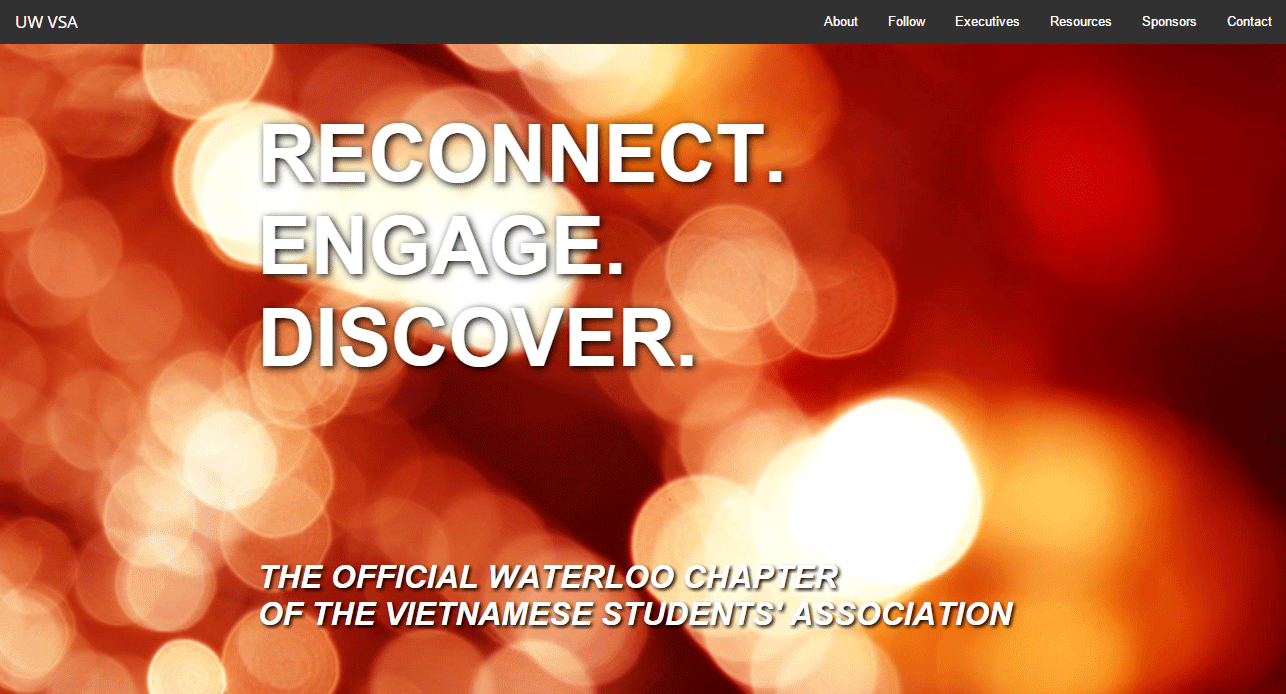 UW VSA
About Follow Executives Resources Sponsors Contact
RECONNECT.
ENGAGE.
DISCOVER.
THE OFFICIAL WATERLOO CHAPTER
OF THE VIETNAMESE STUDENTS' ASSOCIATION